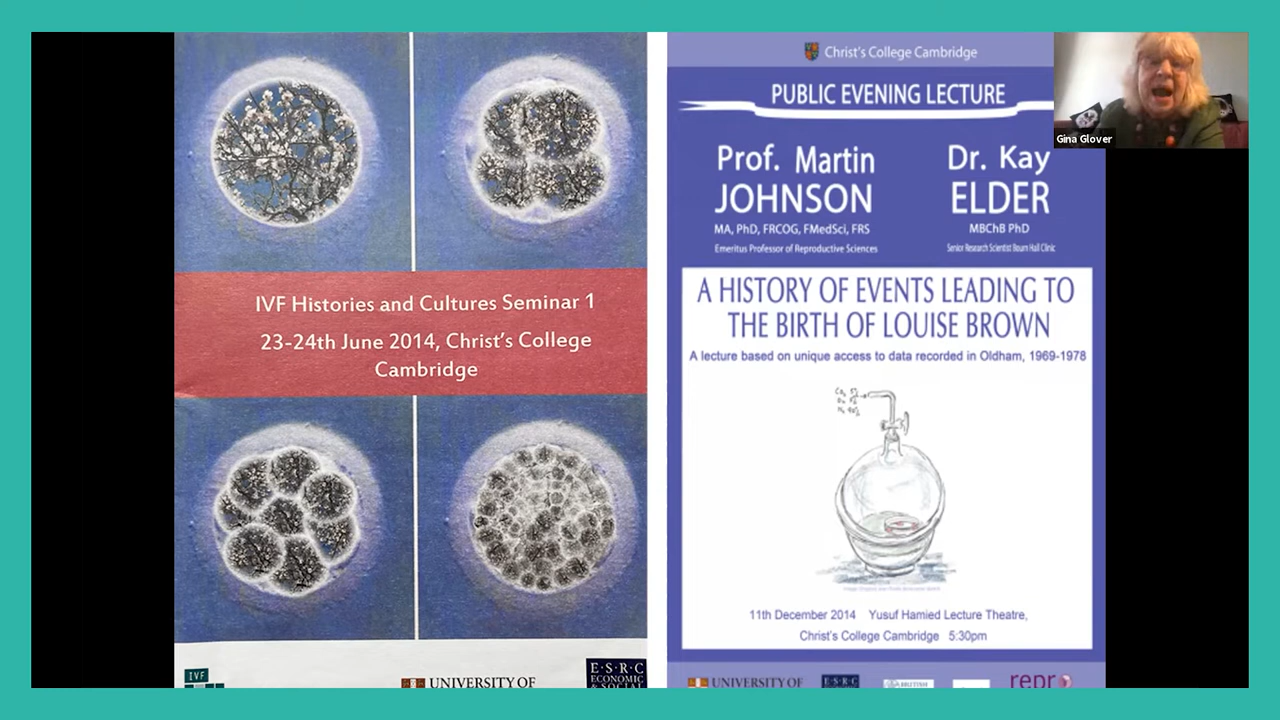 IVF Histories and Cultures Seminar 1
23-24th June 2014, Christ's College
Cambridge
IVF
UNIVERSITY OF
E·S·R·C
ECONOMIC
& SOCIAL
Christ's College Cambridge
PUBLIC EVENING LECTURE
Prof. Martin
JOHNSON
MA, PhD, FRCOG, FMedSci, FRS
Emeritus Professor of Reproductive Sciences
Dr. Kay
ELDER
MBChB PhD
Senior Research Scientist Bourn Hall Clinic
A HISTORY OF EVENTS LEADING TO
THE BIRTH OF LOUISE BROWN
A lecture based on unique access to data recorded in Oldham, 1969-1978
11th December 2014 Yusuf Hamied Lecture Theatre,
Christ's College Cambridge 5:30pm
UNIVERSITY OF
E·S·R·C
repr
Gina Glover